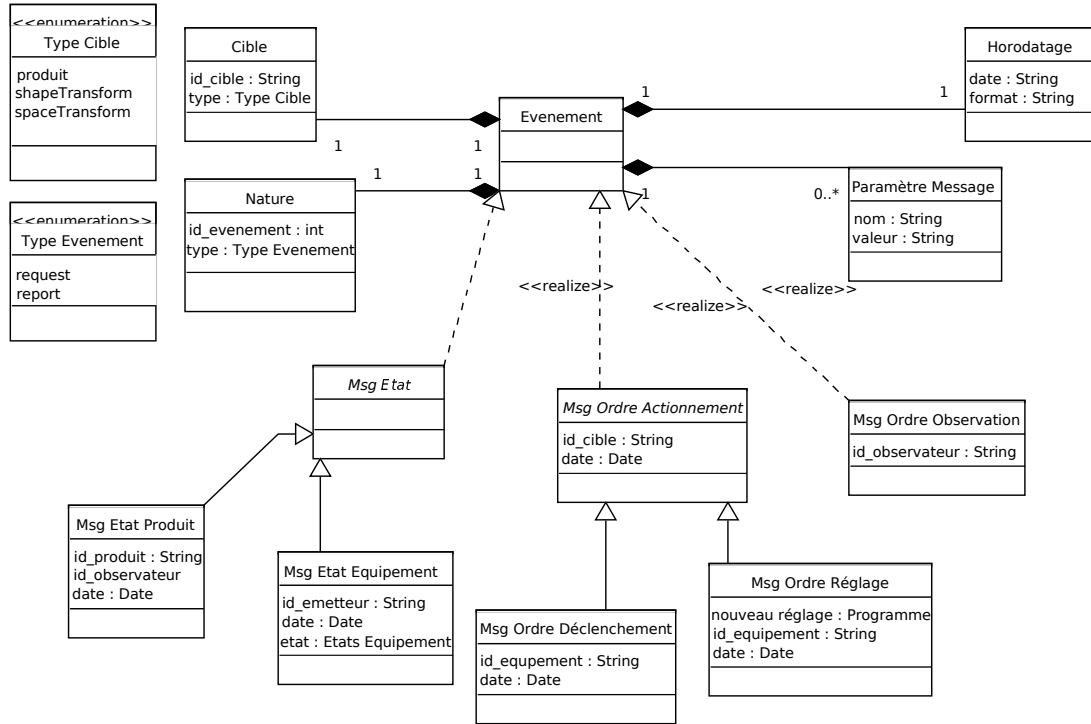 <<enumeration>>
Type Cible
produit
shapeTransform
spaceTransform
Cible
id_cible : String
type : Type Cible
Evenement
Horodatage
date : String
format : String
1
1
1
1
1
1
1
0..*
Nature
id_evenement : int
type : Type Evenement
Paramètre Message
nom : String
valeur : String
<<enumeration>>
Type Evenement
request
report
<<realize>>
<<realize>>
<<realize>>
Msg Etat
Msg Ordre Actionnement
id_cible : String
date : Date
Msg Ordre Observation
id_observateur : String
Msg Etat Produit
id_produit : String
id_observateur
date : Date
Msg Etat Equipement
id_emetteur : String
date : Date
etat : Etats Equipement
Msg Ordre Déclenchement
id_equpement : String
date : Date
Msg Ordre Réglage
nouveau réglage : Programme
id_equipement : String
date : Date